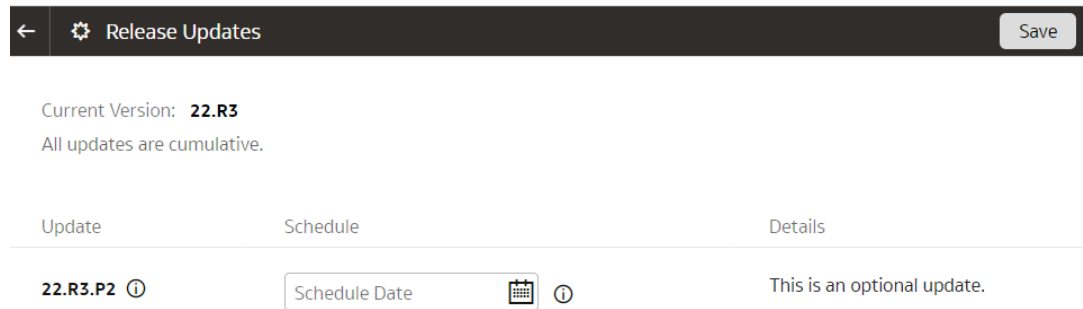 Release Updates Save
Current Version: 22.R3
All updates are cumulative.
Update Schedule Details
22.R3.P2 Schedule Date This is an optional update.